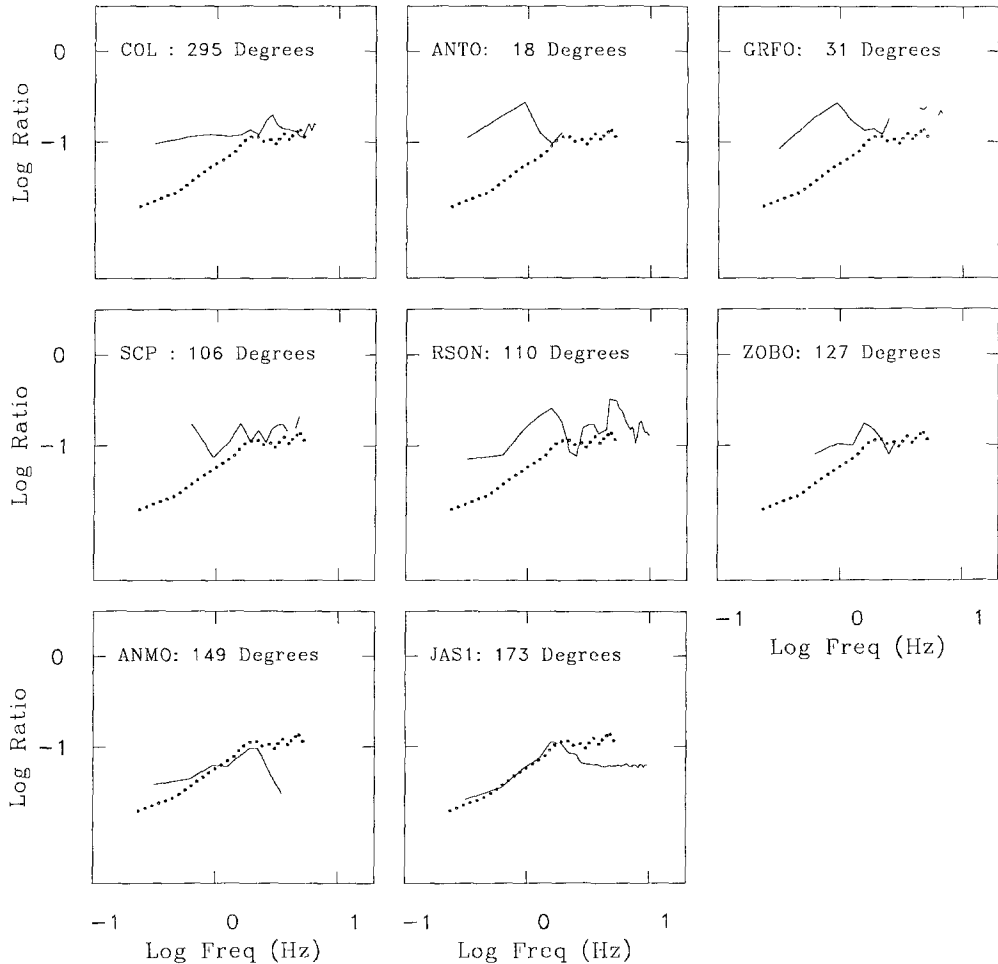 COL : 295 Degrees
ANTO: 18 Degrees
GRFO: 31 Degrees
0
-1
Log Ratio
SCP : 106 Degrees
RSON: 110 Degrees
ZOBO: 127 Degrees
0
-1
Log Ratio
-1 0 1
Log Freq (Hz)
ANMO: 149 Degrees
JAS1: 173 Degrees
0
-1
Log Ratio
-1 0 1
Log Freq (Hz)
-1 0 1
Log Freq (Hz)